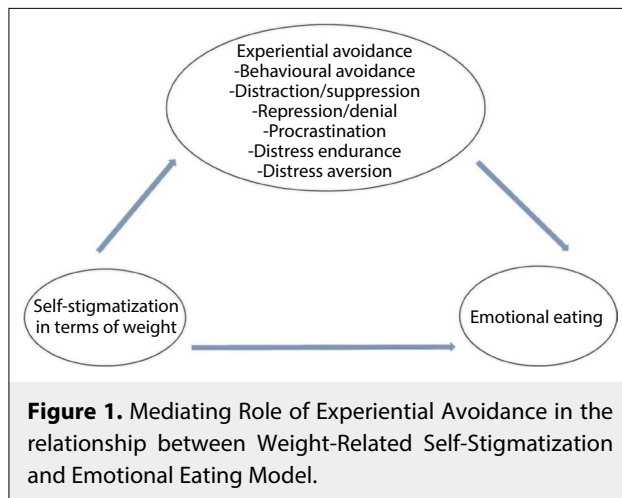 Experiential avoidance
-Behavioural avoidance
-Distraction/suppression
-Repression/denial
-Procrastination
-Distress endurance
-Distress aversion
Self-stigmatization
in terms of weight
Emotional eating
Figure 1. Mediating Role of Experiential Avoidance in the
relationship between Weight-Related Self-Stigmatization
and Emotional Eating Model.